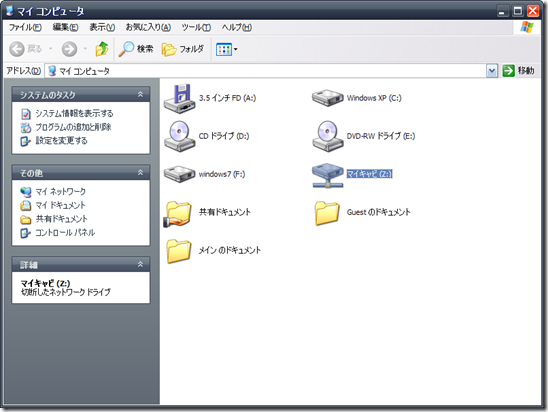 マイ コンピュータ
ファイル(F) 編集(E) 表示(V) お気に入り(A) ツール(T) ヘルプ(H)
戻る 検索 フォルダ
アドレス(D) マイ コンピュータ 移動
システムのタスク
システム情報を表示する
プログラムの追加と削除
設定を変更する
その他
マイ ネットワーク
マイ ドキュメント
共有ドキュメント
コントロール パネル
詳細
マイキャビ (Z:)
切断したネットワーク ドライブ
3.5 インチ FD (A:) Windows XP (C:)
CD ドライブ (D:) DVD-RW ドライブ (E:)
windows7 (F:) マイキャビ (Z:)
共有ドキュメント Guest のドキュメント
メイン のドキュメント